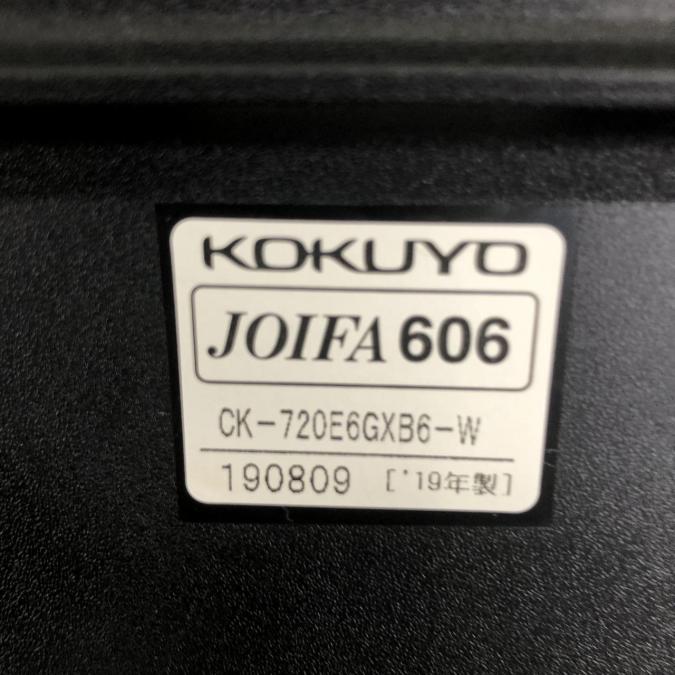 KOKUYO
JOIFA 606
CK-720E6GXB6-W
190809 ['19年製]